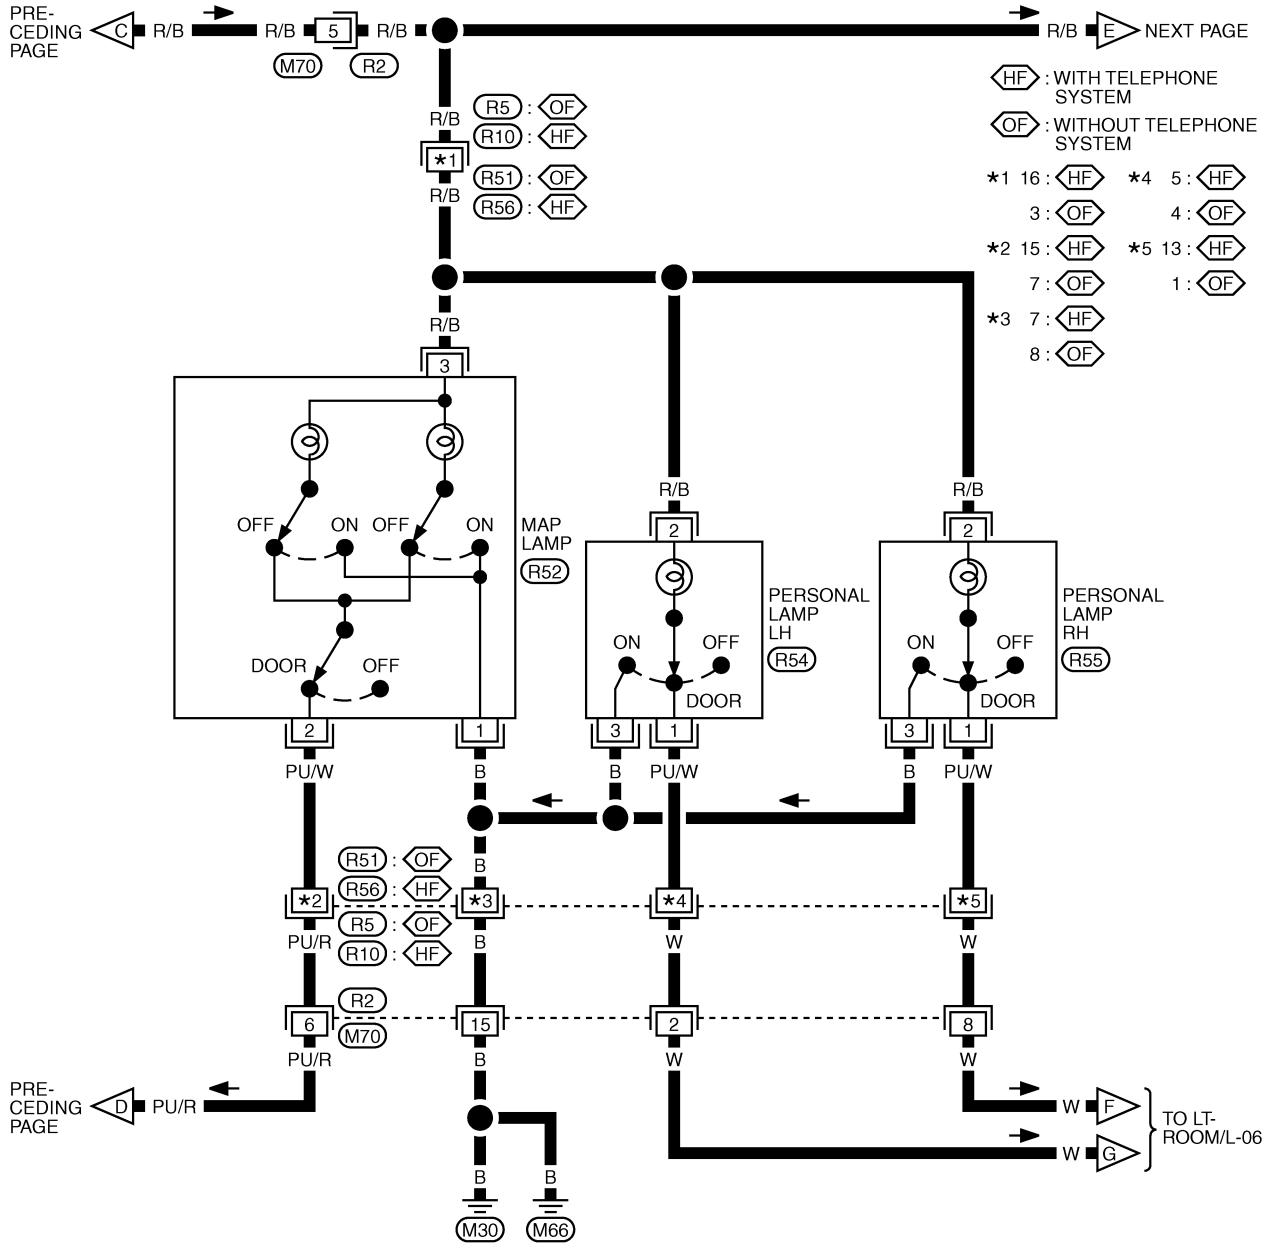 PRE-
CEDING
PAGE
C R/B R/B 5 R/B R/B E NEXT PAGE
M70 R2
HF : WITH TELEPHONE
SYSTEM
OF : WITHOUT TELEPHONE
SYSTEM
R5 : OF
R/B R10 : HF
★1
R51 : OF
R/B R56 : HF
★1 16 : HF ★4 5 : HF
3 : OF 4 : OF
★2 15 : HF ★5 13 : HF
7 : OF 1 : OF
★3 7 : HF
8 : OF
R/B
3
R/B R/B
2 2
OFF ON OFF ON MAP
LAMP
R52
PERSONAL
LAMP
LH
R54
PERSONAL
LAMP
RH
R55
ON OFF ON OFF
DOOR OFF
DOOR DOOR
2 1 3 1 3 1
PU/W B B PU/W B PU/W
R51 : OF
B
R56 : HF
★2 ★3 ★4 ★5
R5 : OF
PU/R B W W
R10 : HF
R2
6 15 2 8
M70
PU/R B W W
PRE-
CEDING
PAGE
D PU/R W F
TO LT-
ROOM/L-06
W G
B B
M30 M66